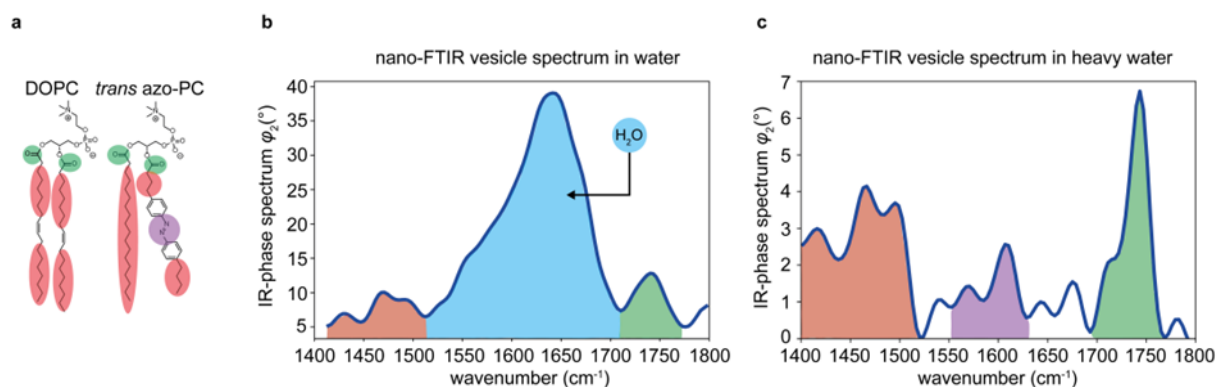 a
DOPC
trans azo-PC
b
nano-FTIR vesicle spectrum in water
IR-phase spectrum φ₂(°)
40
35
30
25
20
15
10
5
H₂O
1400 1450 1500 1550 1600 1650 1700 1750 1800
wavenumber (cm⁻¹)
c
nano-FTIR vesicle spectrum in heavy water
IR-phase spectrum φ₂(°)
7
6
5
4
3
2
1
0
1400 1450 1500 1550 1600 1650 1700 1750 1800
wavenumber (cm⁻¹)